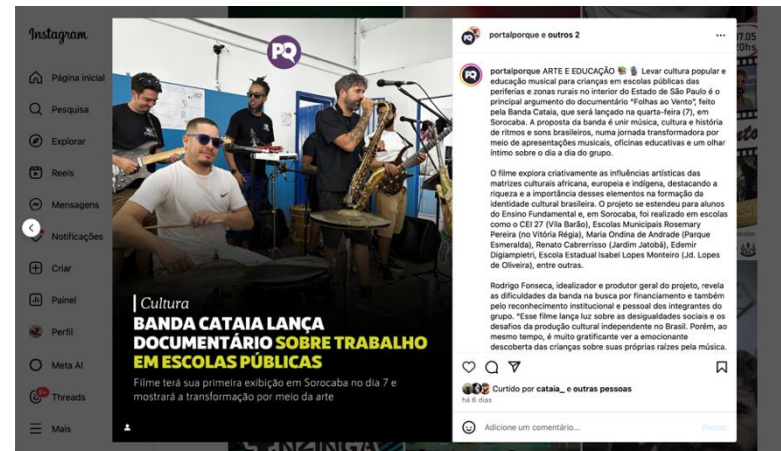 Instagram
Página inicial
Pesquisa
Explorar
Reels
Mensagens
Notificações
Criar
Painel
Perfil
Meta AI
9+
Threads
Mais
PQ
Cultura
BANDA CATAIA LANÇA
DOCUMENTÁRIO SOBRE TRABALHO
EM ESCOLAS PÚBLICAS
Filme terá sua primeira exibição em Sorocaba no dia 7 e
mostrará a transformação por meio da arte
portalporque e outros 2
portalporque ARTE E EDUCAÇÃO 📚 🎙️ Levar cultura popular e
educação musical para crianças em escolas públicas das
periferias e zonas rurais no interior do Estado de São Paulo é o
principal argumento do documentário "Folhas ao Vento", feito
pela Banda Cataia, que será lançado na quarta-feira (7), em
Sorocaba. A proposta da banda é unir música, cultura e história
de ritmos e sons brasileiros, numa jornada transformadora por
meio de apresentações musicais, oficinas educativas e um olhar
íntimo sobre o dia a dia do grupo.
O filme explora criativamente as influências artísticas das
matrizes culturais africana, europeia e indígena, destacando a
riqueza e a importância desses elementos na formação da
identidade cultural brasileira. O projeto se estendeu para alunos
do Ensino Fundamental e, em Sorocaba, foi realizado em escolas
como o CEI 27 (Vila Barão), Escolas Municipais Rosemary
Pereira (no Vitória Régia), Maria Ondina de Andrade (Parque
Esmeralda), Renato Cabrerrisso (Jardim Jatobá), Edemir
Digiampietri, Escola Estadual Isabel Lopes Monteiro (Jd. Lopes
de Oliveira), entre outras.
Rodrigo Fonseca, idealizador e produtor geral do projeto, revela
as dificuldades da banda na busca por financiamento e também
pelo reconhecimento institucional e pessoal dos integrantes do
grupo. "Esse filme lança luz sobre as desigualdades sociais e os
desafios da produção cultural independente no Brasil. Porém, ao
mesmo tempo, é muito gratificante ver a emocionante
descoberta das crianças sobre suas próprias raízes pela música.
Curtido por cataia_ e outras pessoas
há 6 dias
Adicione um comentário...
Postar
17.05